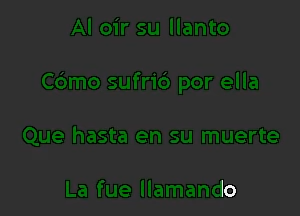 Al oír su llanto
Cómo sufrió por ella
Que hasta en su muerte
La fue llamando